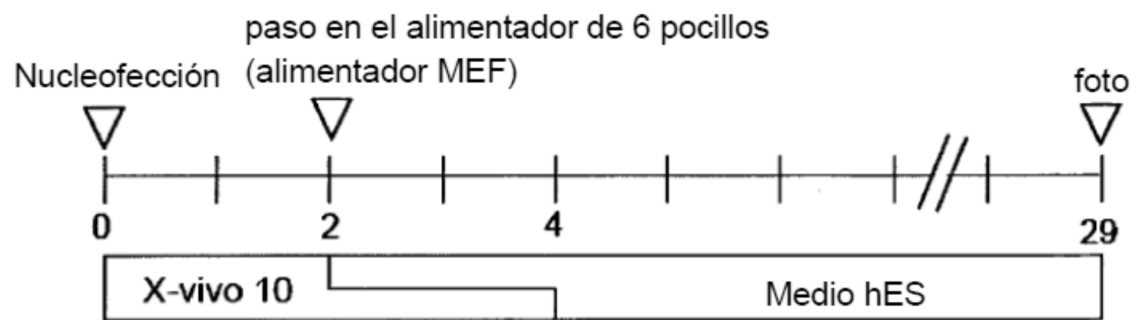 paso en el alimentador de 6 pocillos
Nucleofección (alimentador MEF)
foto
0 2 4 29
X-vivo 10 Medio hES